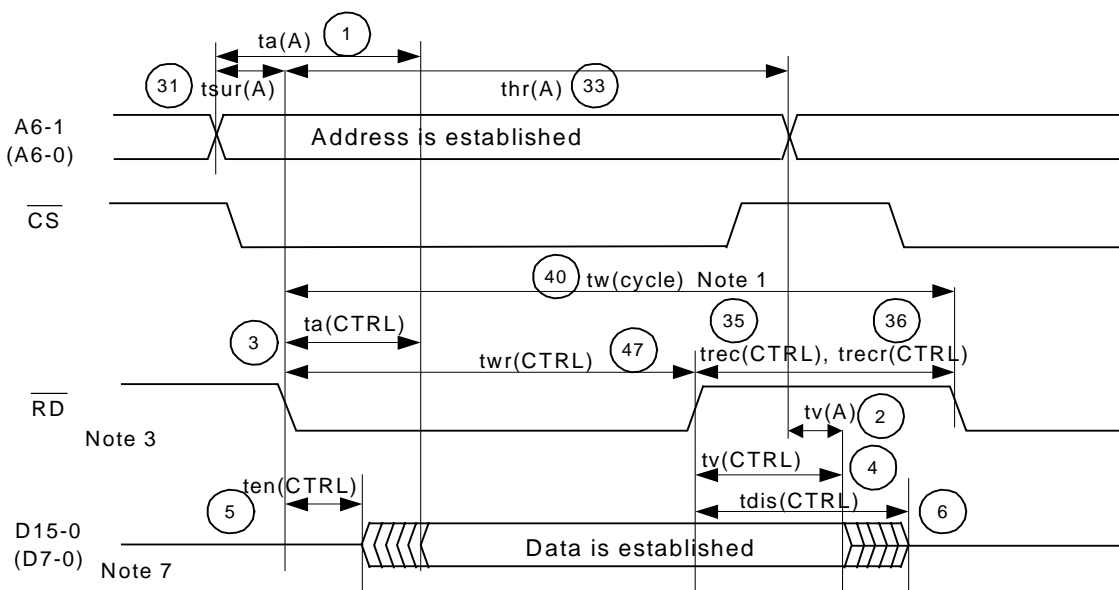 ta(A) 1
31 tsur(A) thr(A) 33
A6-1
(A6-0)
Address is established
CS
40 tw(cycle) Note 1
3 ta(CTRL) 35 36
twr(CTRL) 47 trec(CTRL), trecr(CTRL)
RD
Note 3
tv(A) 2
tv(CTRL) 4
5 ten(CTRL) tdis(CTRL) 6
D15-0
(D7-0)
Data is established
Note 7